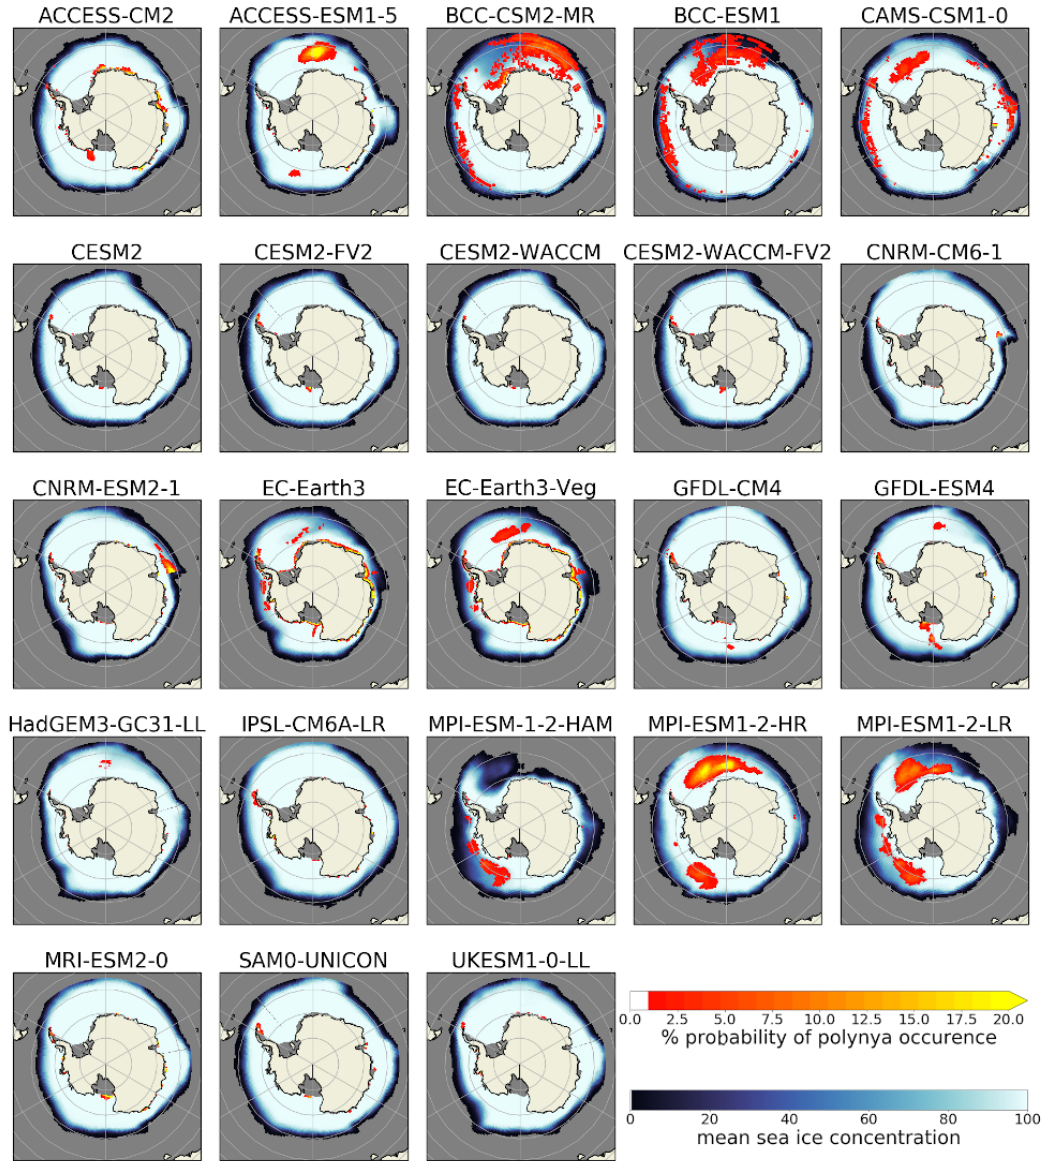 ACCESS-CM2 ACCESS-ESM1-5 BCC-CSM2-MR BCC-ESM1 CAMS-CSM1-0
CESM2 CESM2-FV2 CESM2-WACCM CESM2-WACCM-FV2 CNRM-CM6-1
CNRM-ESM2-1 EC-Earth3 EC-Earth3-Veg GFDL-CM4 GFDL-ESM4
HadGEM3-GC31-LL IPSL-CM6A-LR MPI-ESM-1-2-HAM MPI-ESM1-2-HR MPI-ESM1-2-LR
MRI-ESM2-0 SAM0-UNICON UKESM1-0-LL
0.0 2.5 5.0 7.5 10.0 12.5 15.0 17.5 20.0
% probability of polynya occurence
0 20 40 60 80 100
mean sea ice concentration